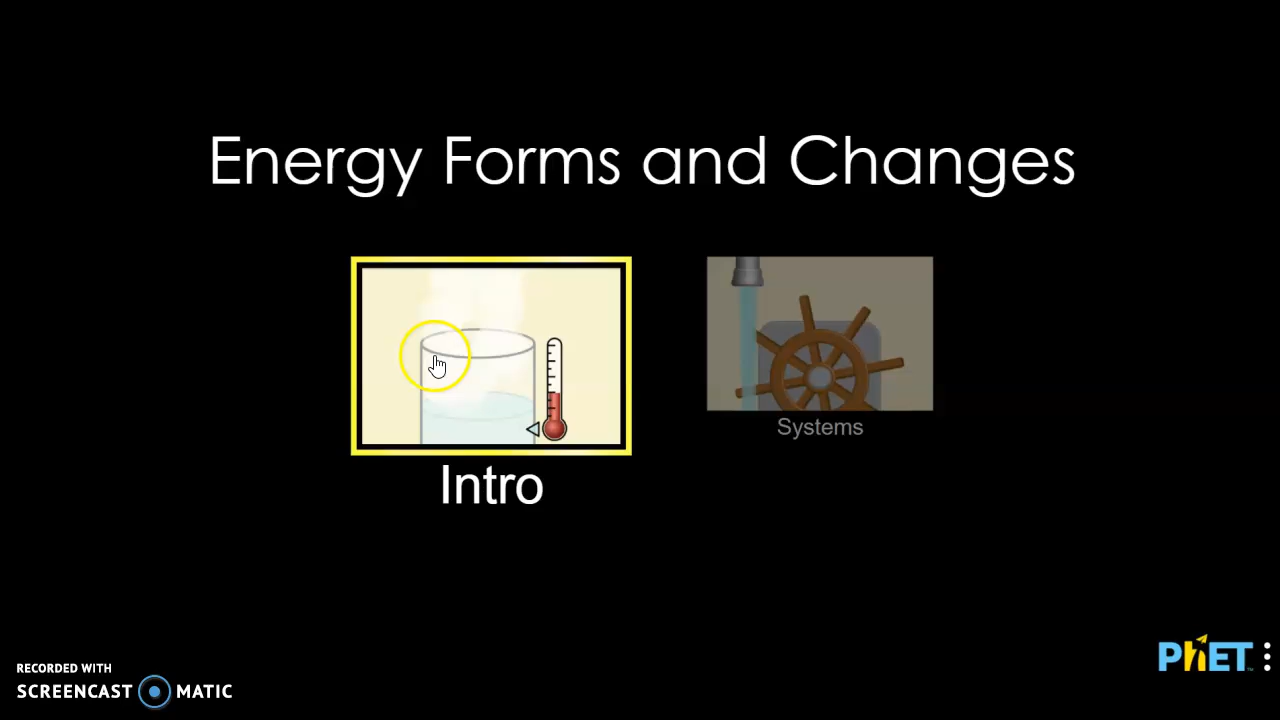 Energy Forms and Changes
Intro
Systems
RECORDED WITH
SCREENCAST MATIC
PhET